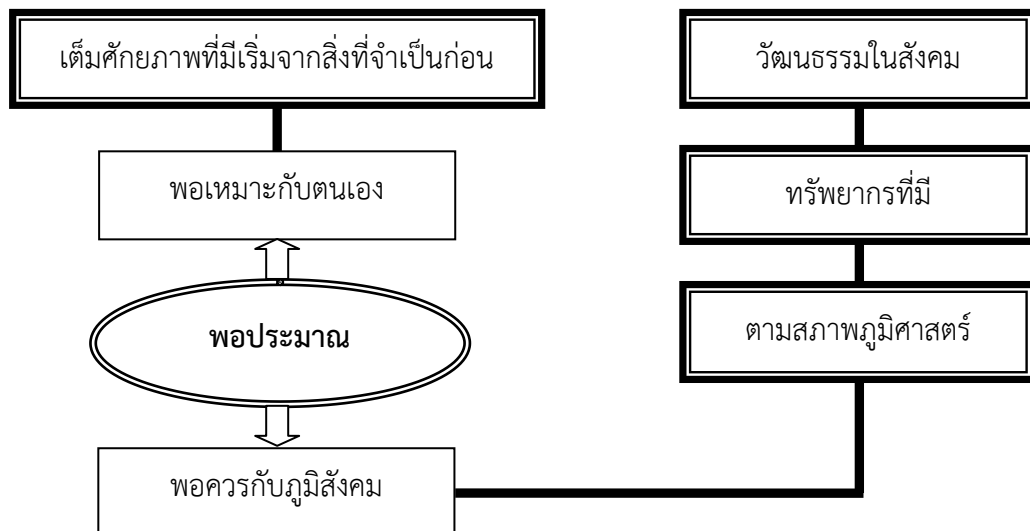 เต็มศักยภาพที่มีเริ่มจากสิ่งที่จำเป็นก่อน
วัฒนธรรมในสังคม
พอเหมาะกับตนเอง
ทรัพยากรที่มี
พอประมาณ
ตามสภาพภูมิศาสตร์
พอควรกับภูมิสังคม